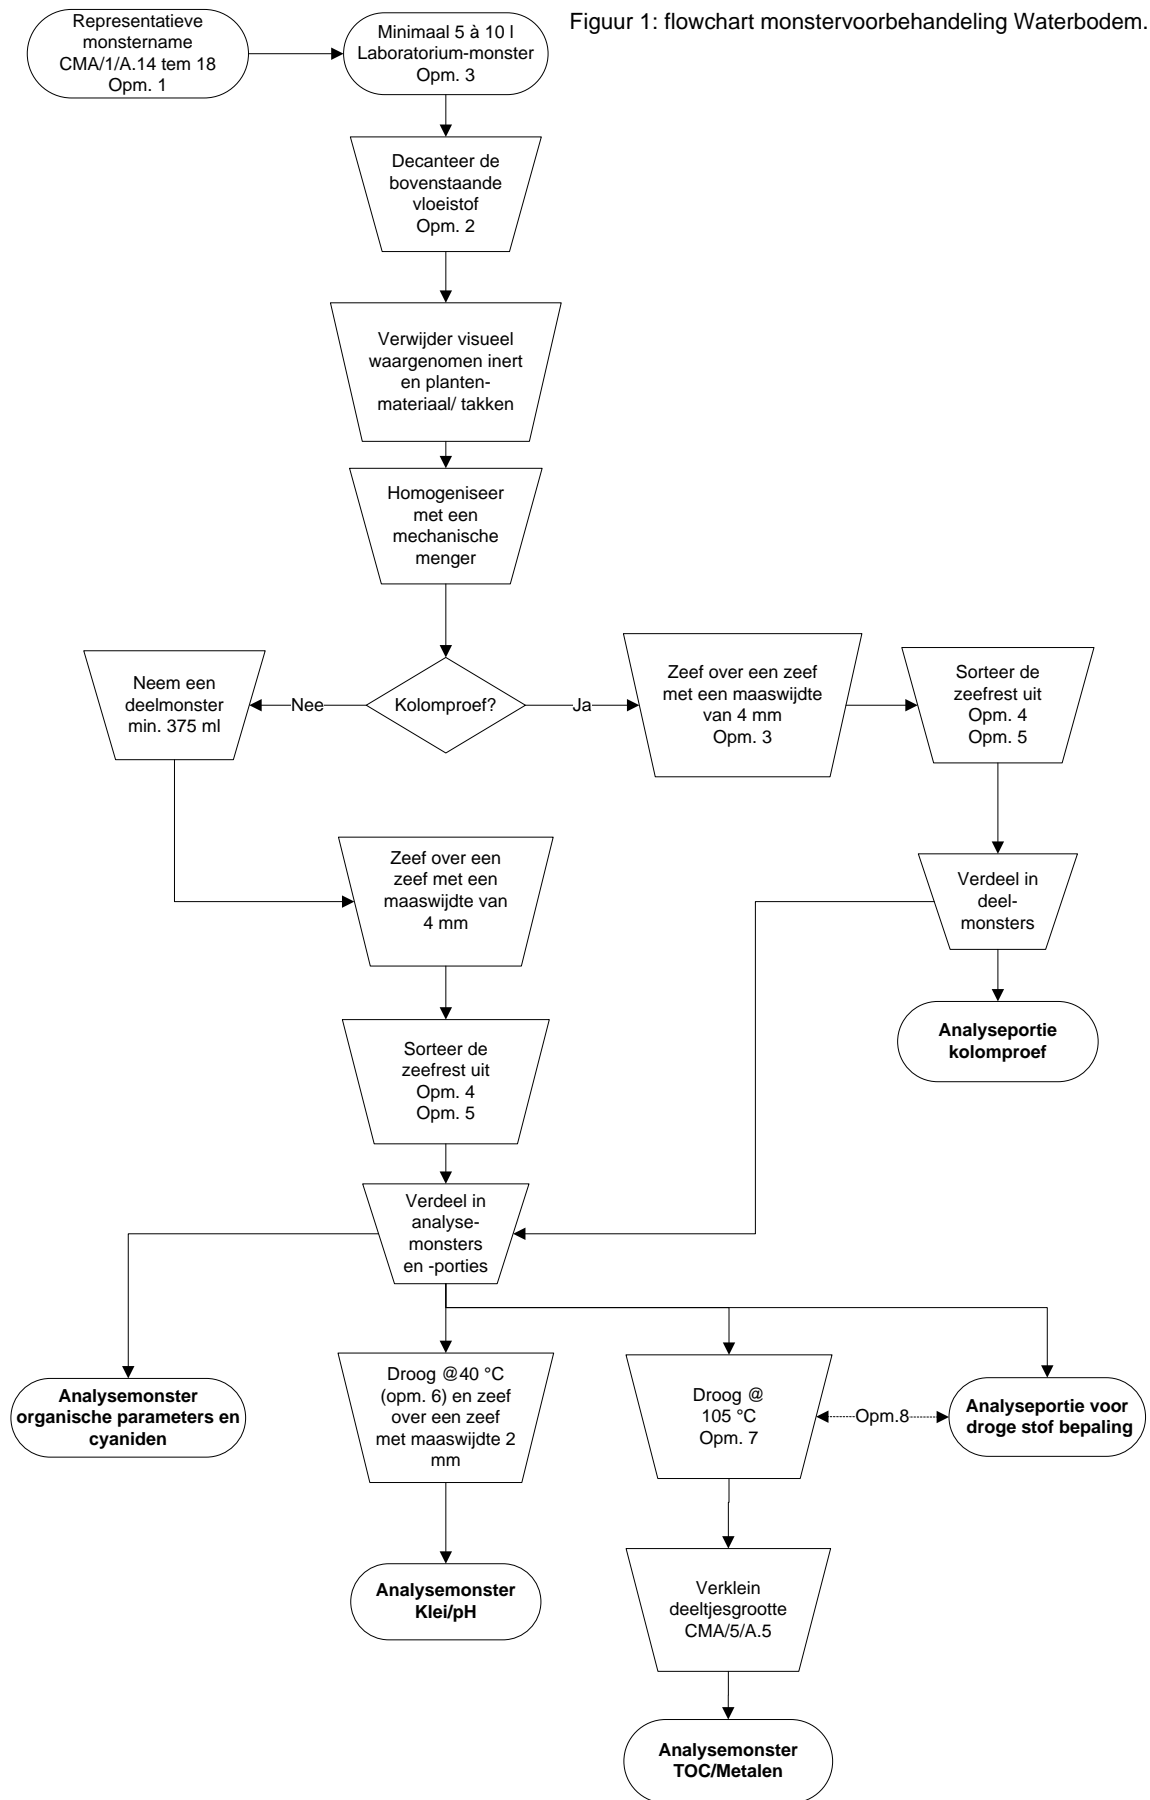 Figuur 1: flowchart monstervoorbehandeling Waterbodem.
Representatieve
monstername
CMA/1/A.14 tem 18
Opm. 1
Minimaal 5 à 10 l
Laboratorium-monster
Opm. 3
Decanteer de
bovenstaande
vloeistof
Opm. 2
Verwijder visueel
waargenomen inert
en planten-
materiaal/ takken
Homogeniseer
met een
mechanische
menger
Kolomproef?
Nee
Ja
Neem een
deelmonster
min. 375 ml
Zeef over een zeef
met een maaswijdte
van 4 mm
Opm. 3
Sorteer de
zeefrest uit
Opm. 4
Opm. 5
Zeef over een
zeef met een
maaswijdte van
4 mm
Verdeel in
deel-
monsters
Analyseportie
kolomproef
Sorteer de
zeefrest uit
Opm. 4
Opm. 5
Verdeel in
analyse-
monsters
en -porties
Analysemonster
organische parameters en
cyaniden
Droog @40 °C
(opm. 6) en zeef
over een zeef
met maaswijdte 2
mm
Droog @
105 °C
Opm. 7
Opm.8
Analyseportie voor
droge stof bepaling
Analysemonster
Klei/pH
Verklein
deeltjesgrootte
CMA/5/A.5
Analysemonster
TOC/Metalen